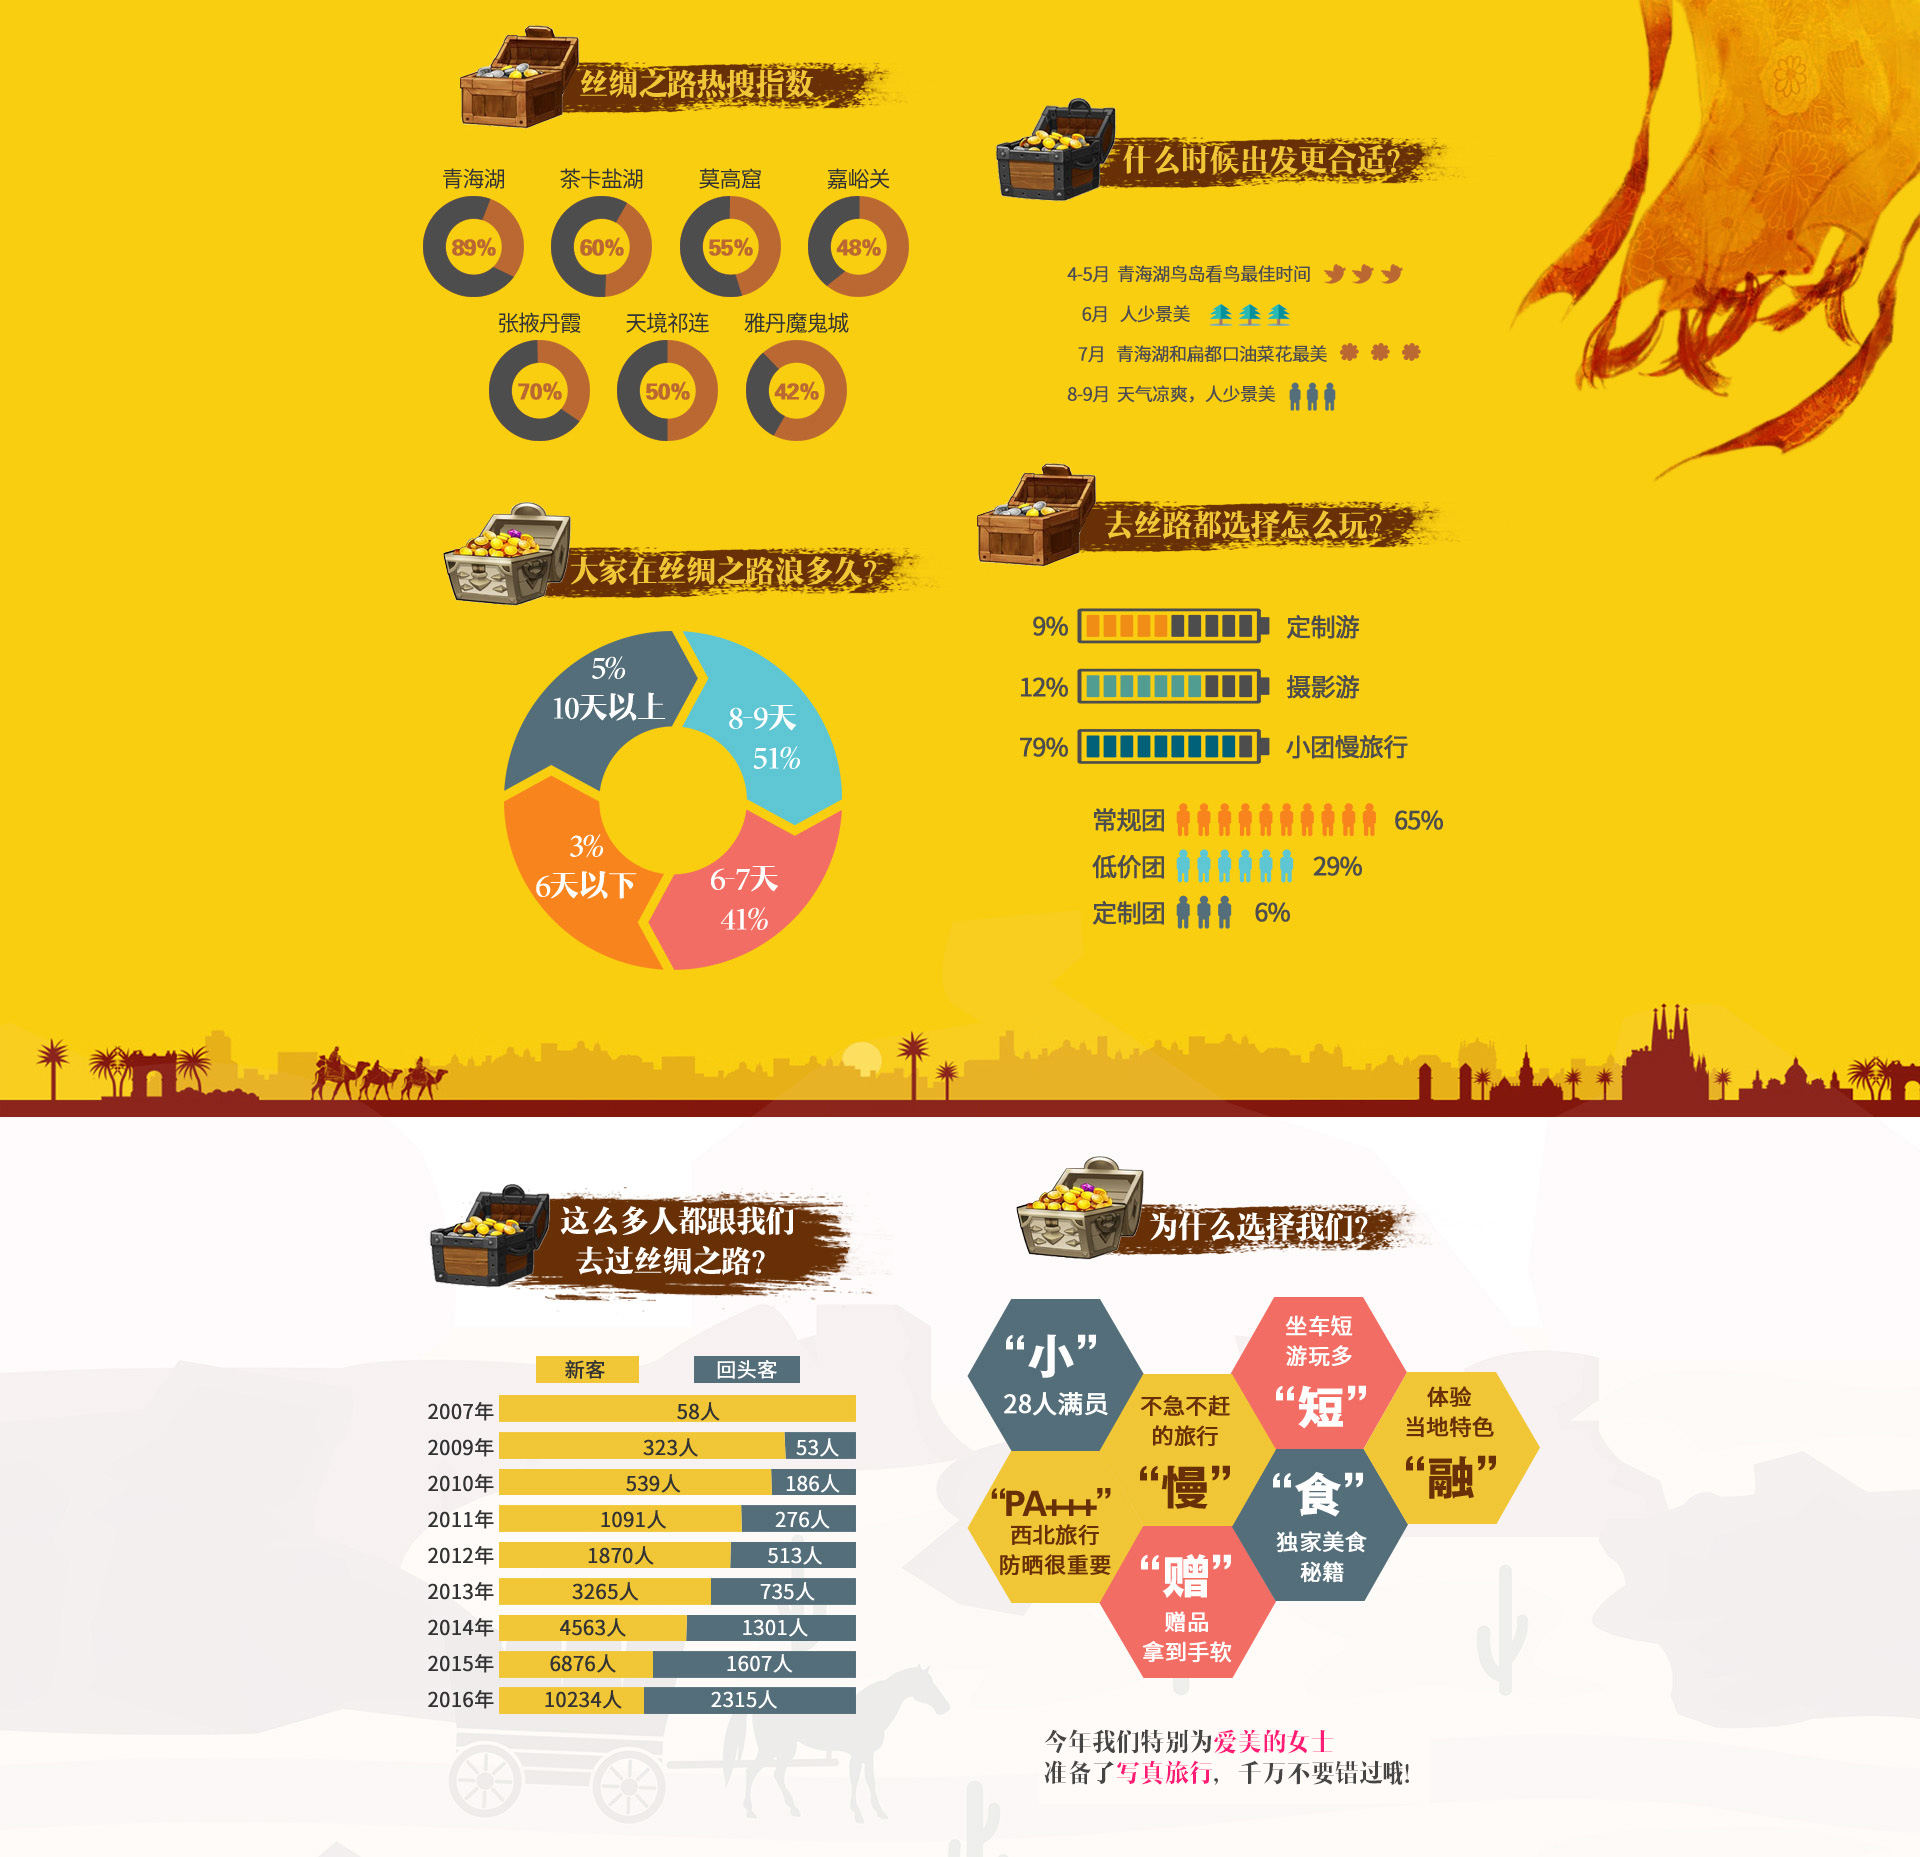 丝绸之路热搜指数
青海湖
茶卡盐湖
莫高窟
嘉峪关
89%
60%
55%
48%
张掖丹霞
天境祁连
雅丹魔鬼城
70%
50%
42%
什么时候出发更合适?
4-5月 青海湖鸟岛看鸟最佳时间
6月 人少景美
7月 青海湖和扁都口油菜花最美
8-9月 天气凉爽，人少景美
大家在丝绸之路浪多久?
5%
10天以上
8-9天
51%
3%
6天以下
6-7天
41%
去丝路都选择怎么玩?
9% 定制游
12% 摄影游
79% 小团慢旅行
常规团 65%
低价团 29%
定制团 6%
这么多人都跟我们
去过丝绸之路?
新客 回头客
2007年 58人
2009年 323人 53人
2010年 539人 186人
2011年 1091人 276人
2012年 1870人 513人
2013年 3265人 735人
2014年 4563人 1301人
2015年 6876人 1607人
2016年 10234人 2315人
为什么选择我们?
“小”
28人满员
不急不赶
的旅行
“慢”
坐车短
游玩多
“短”
体验
当地特色
“融”
“PA+++”
西北旅行
防晒很重要
“赠”
赠品
拿到手软
“食”
独家美食
秘籍
今年我们特别为爱美的女士
准备了写真旅行，千万不要错过哦!